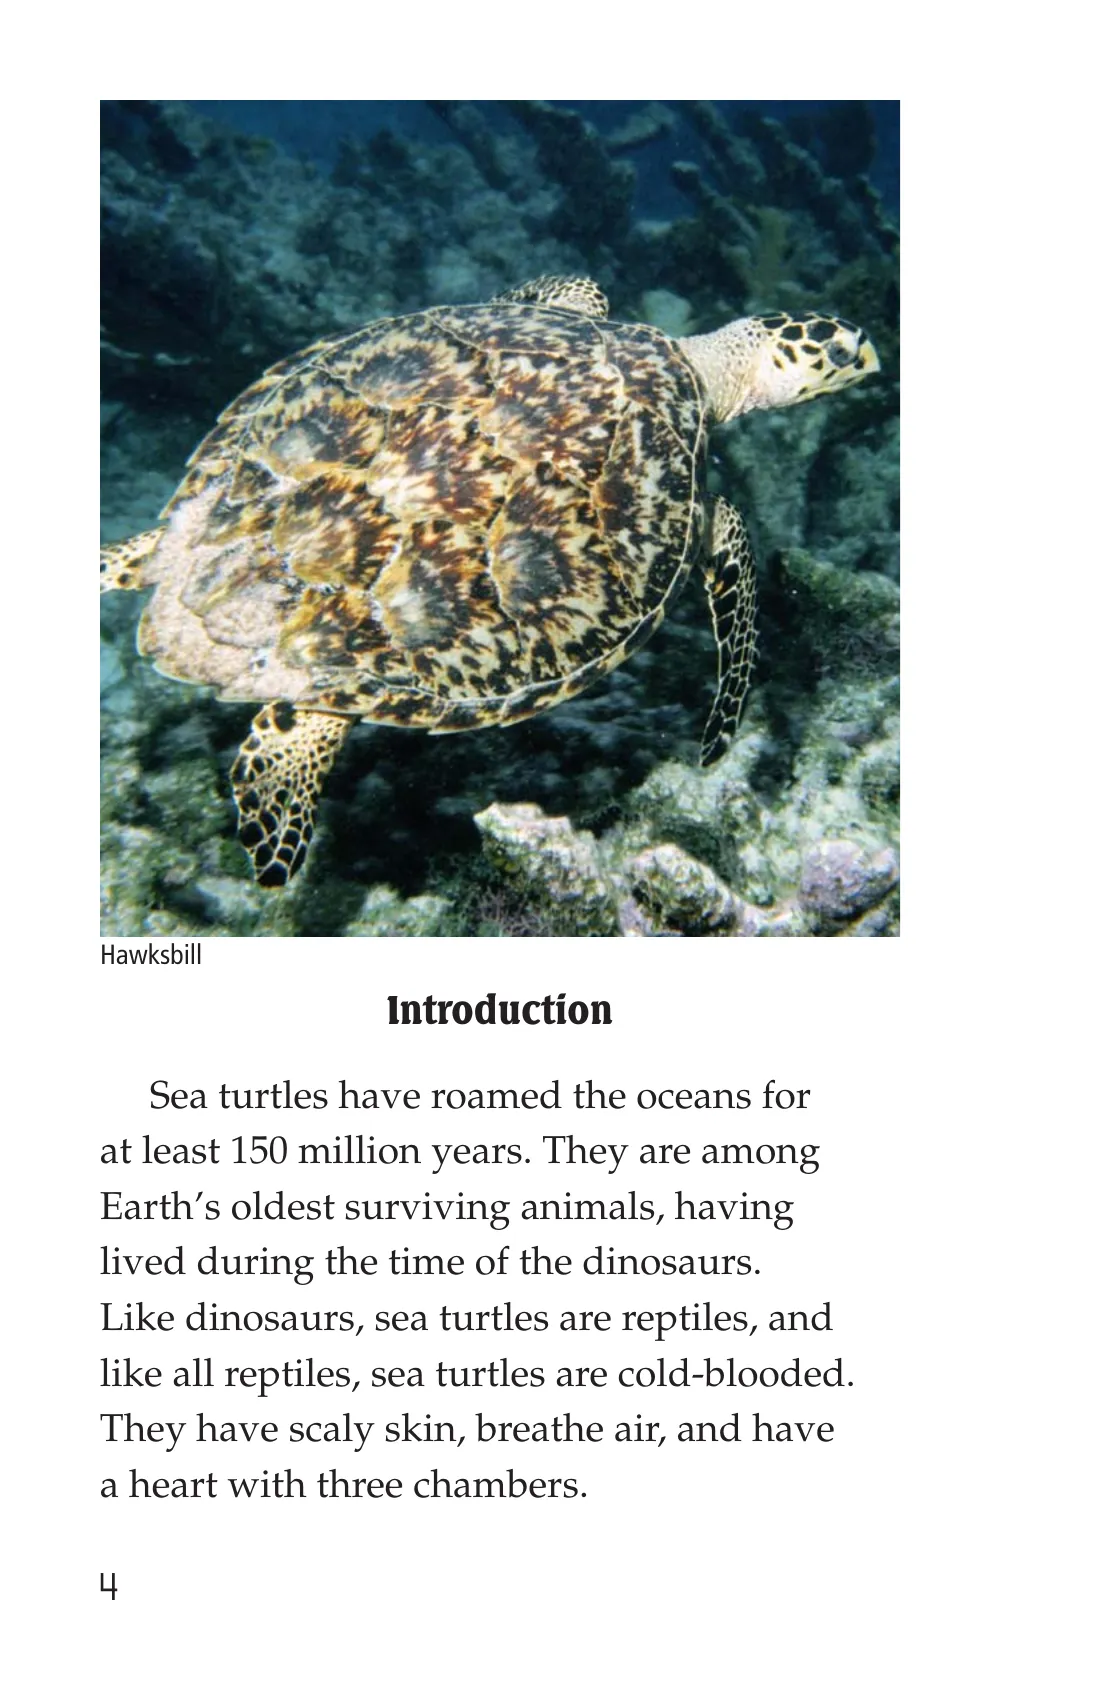 Hawksbill
Introduction
Sea turtles have roamed the oceans for
at least 150 million years. They are among
Earth’s oldest surviving animals, having
lived during the time of the dinosaurs.
Like dinosaurs, sea turtles are reptiles, and
like all reptiles, sea turtles are cold-blooded.
They have scaly skin, breathe air, and have
a heart with three chambers.
4